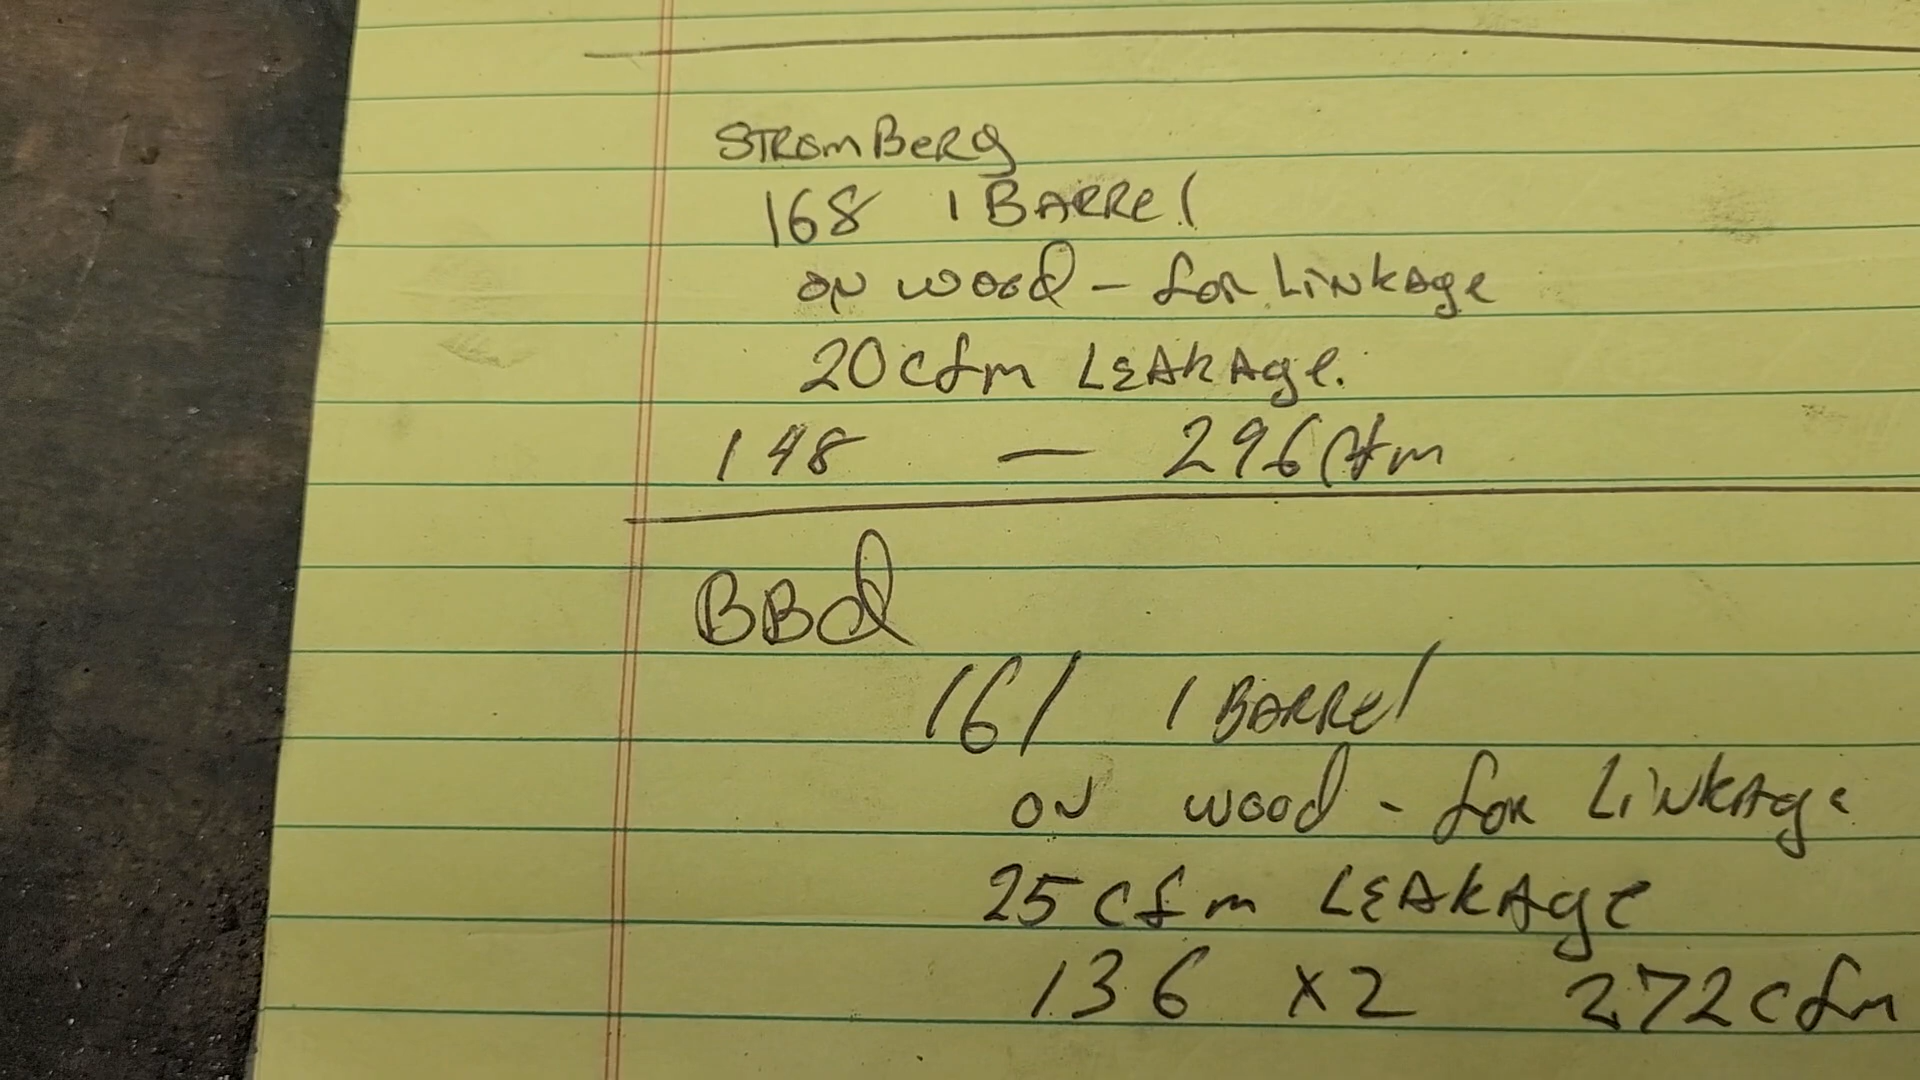 STROMBERG
168 1 BARREL
ON WOOD - FOR LINKAGE
20 cfm LEAKAge.
148 — 296 cfm
BBd
161 1 BARREL
ON WOOD - FOR LINKAge
25 cfm LEAKAge
136 x2 272 cfm